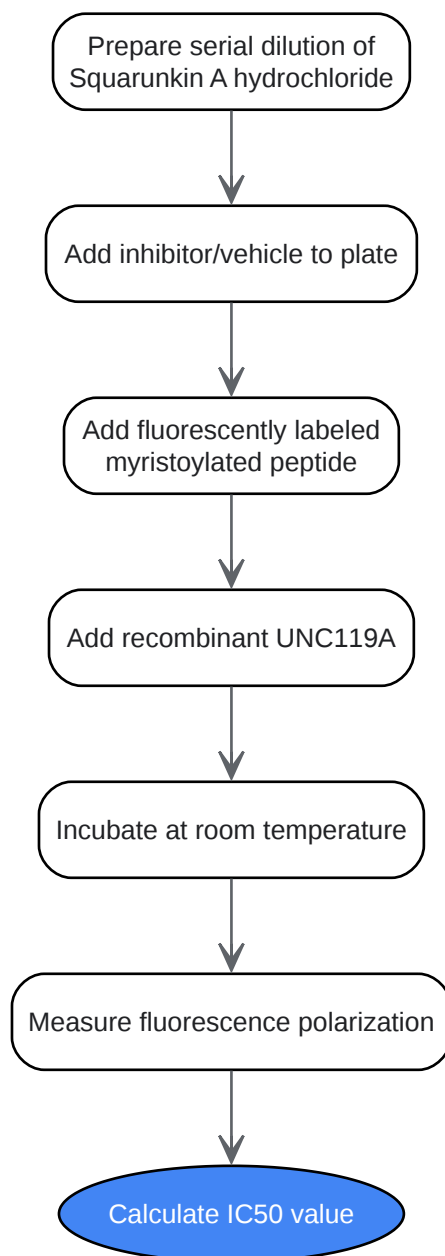 Prepare serial dilution of
Squarunkin A hydrochloride
Add inhibitor/vehicle to plate
Add fluorescently labeled
myristoylated peptide
Add recombinant UNC119A
Incubate at room temperature
Measure fluorescence polarization
Calculate IC50 value